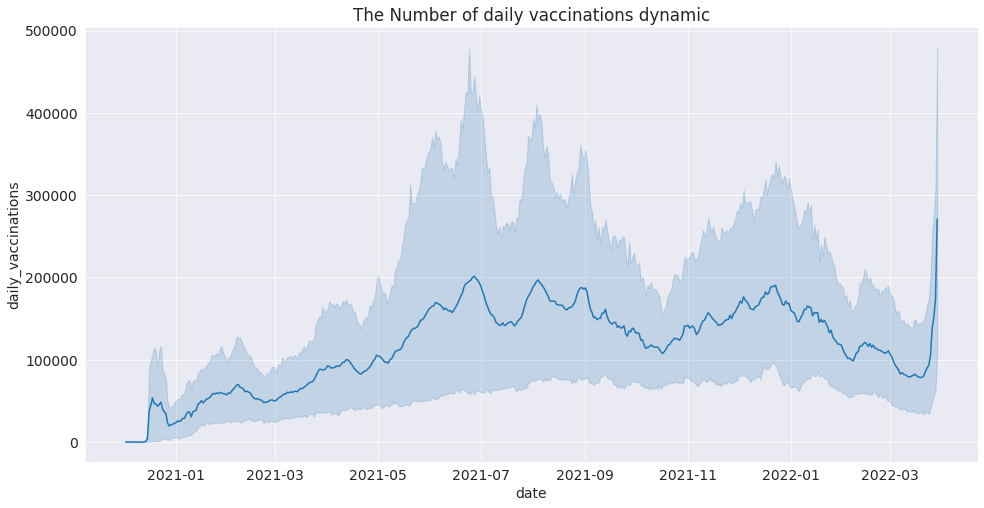 The Number of daily vaccinations dynamic
500000
400000
300000
200000
100000
0
daily_vaccinations
2021-01 2021-03 2021-05 2021-07 2021-09 2021-11 2022-01 2022-03
date